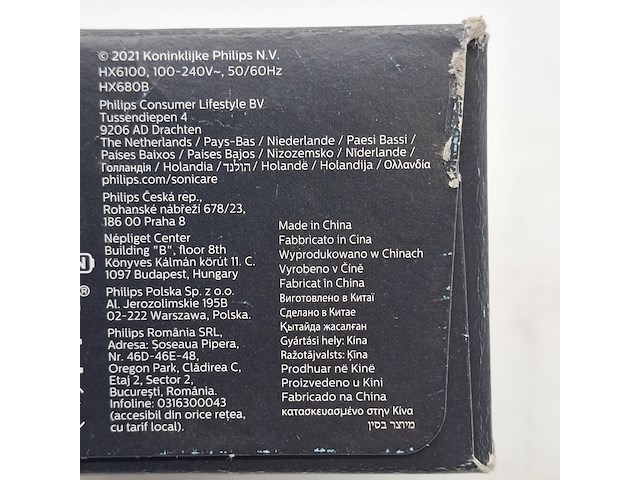 © 2021 Koninklijke Philips N.V.
HX6100, 100-240V~, 50/60Hz
HX680B
Philips Consumer Lifestyle BV
Tussendiepen 4
9206 AD Drachten
The Netherlands / Pays-Bas / Niederlande / Paesi Bassi /
Países Baixos / Países Bajos / Nizozemsko / Niderlande /
Голландія / Holandia / הולנד / Holandë / Holandija / Ολλανδία
philips.com/sonicare
Philips Česká rep.,
Rohanské nábřeží 678/23,
186 00 Praha 8
Népliget Center
Building "B", floor 8th
Könyves Kálmán körút 11. C.
1097 Budapest, Hungary
Philips Polska Sp. z o.o.
Al. Jerozolimskie 195B
02-222 Warszawa, Polska.
Philips România SRL,
Adresa: Șoseaua Pipera,
Nr. 46D-46E-48,
Oregon Park, Clădirea C,
Etaj 2, Sector 2,
București, România.
Infoline: 0316300043
(accesibil din orice rețea,
cu tarif local).
Made in China
Fabbricato in Cina
Wyprodukowano w Chinach
Vyrobeno v Číně
Fabricat în China
Виготовлено в Китаї
Сделано в Китае
Қытайда жасалған
Gyártási hely: Kína
Ražotājvalsts: Ķīna
Prodhuar në Kinë
Proizvedeno u Kini
Fabricado na China
κατασκευασμένο στην Κίνα
מיוצר בסין